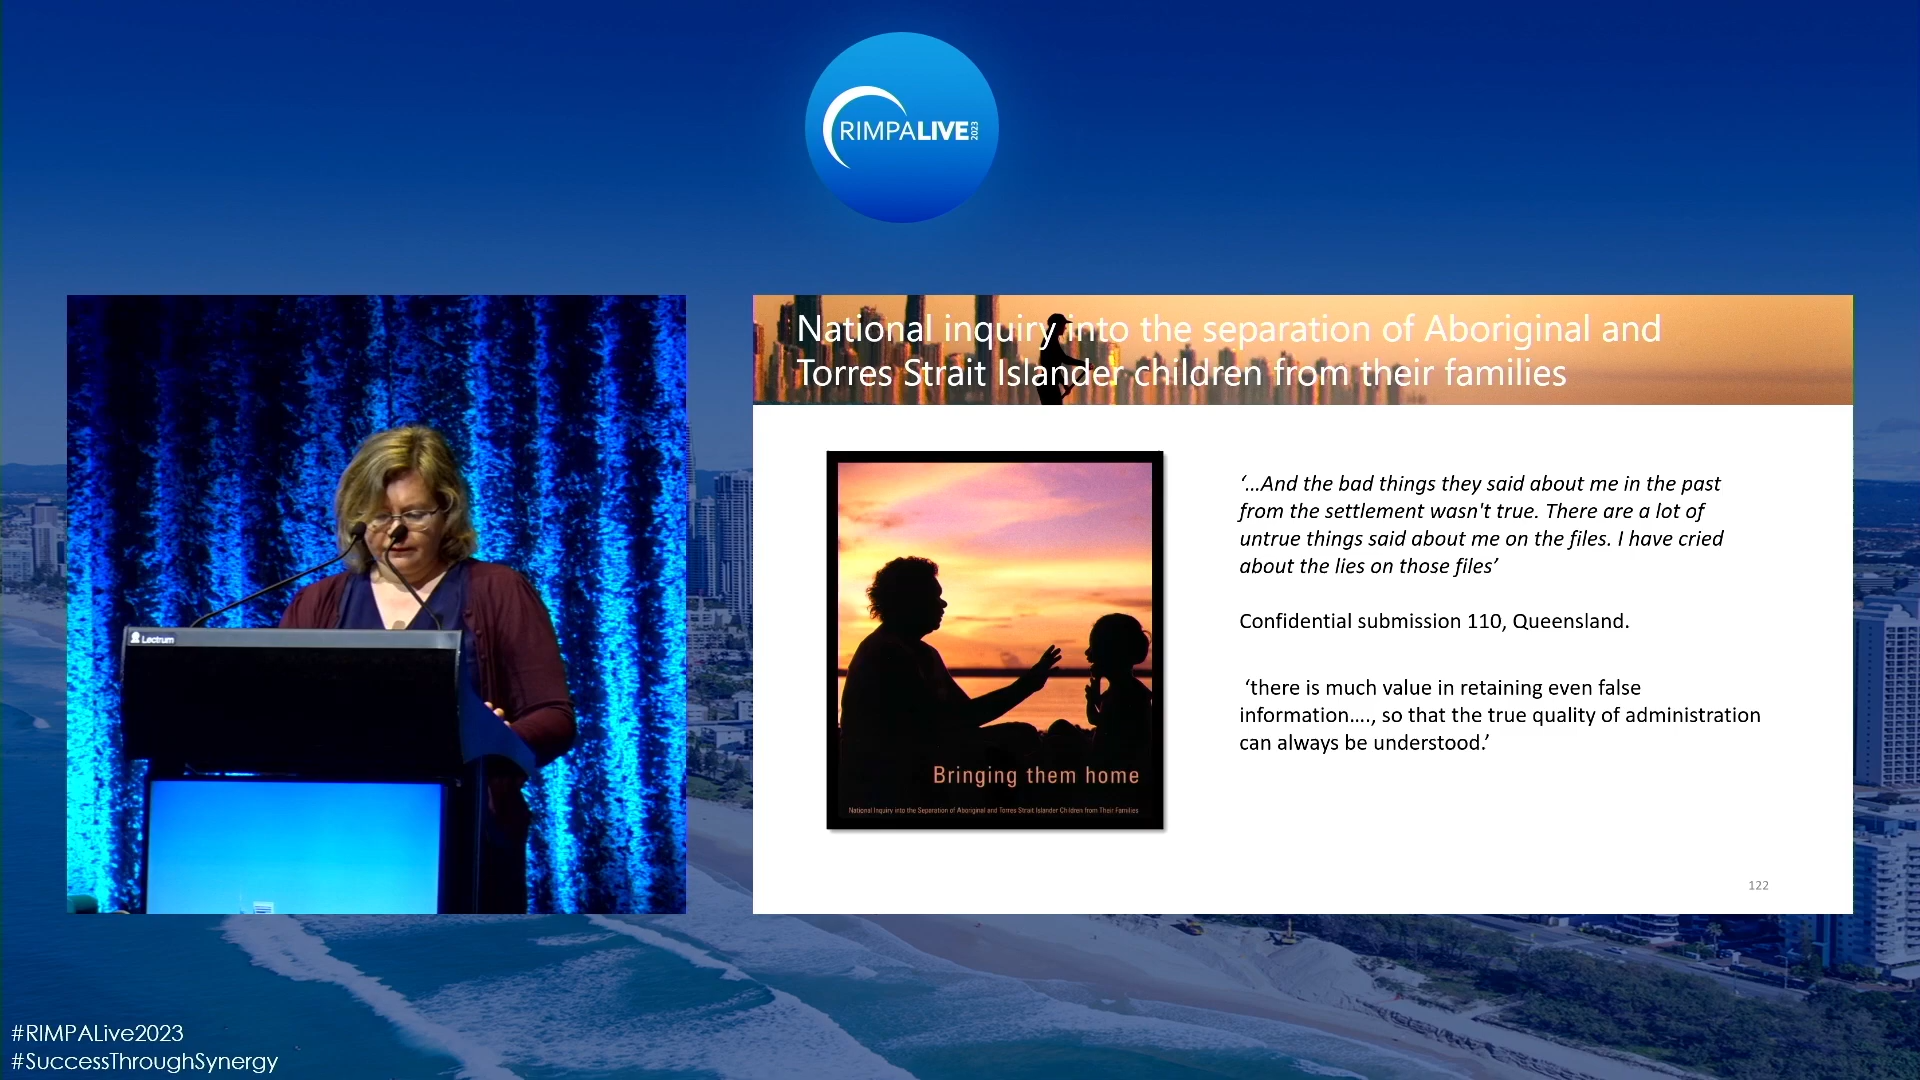 RIMPALIVE 2023
National inquiry into the separation of Aboriginal and
Torres Strait Islander children from their families
Lectrum
Bringing them home
National Inquiry into the Separation of Aboriginal and Torres Strait Islander Children from Their Families
‘...And the bad things they said about me in the past
from the settlement wasn't true. There are a lot of
untrue things said about me on the files. I have cried
about the lies on those files’
Confidential submission 110, Queensland.
‘there is much value in retaining even false
information...., so that the true quality of administration
can always be understood.’
122
#RIMPALive2023
#SuccessThroughSynergy